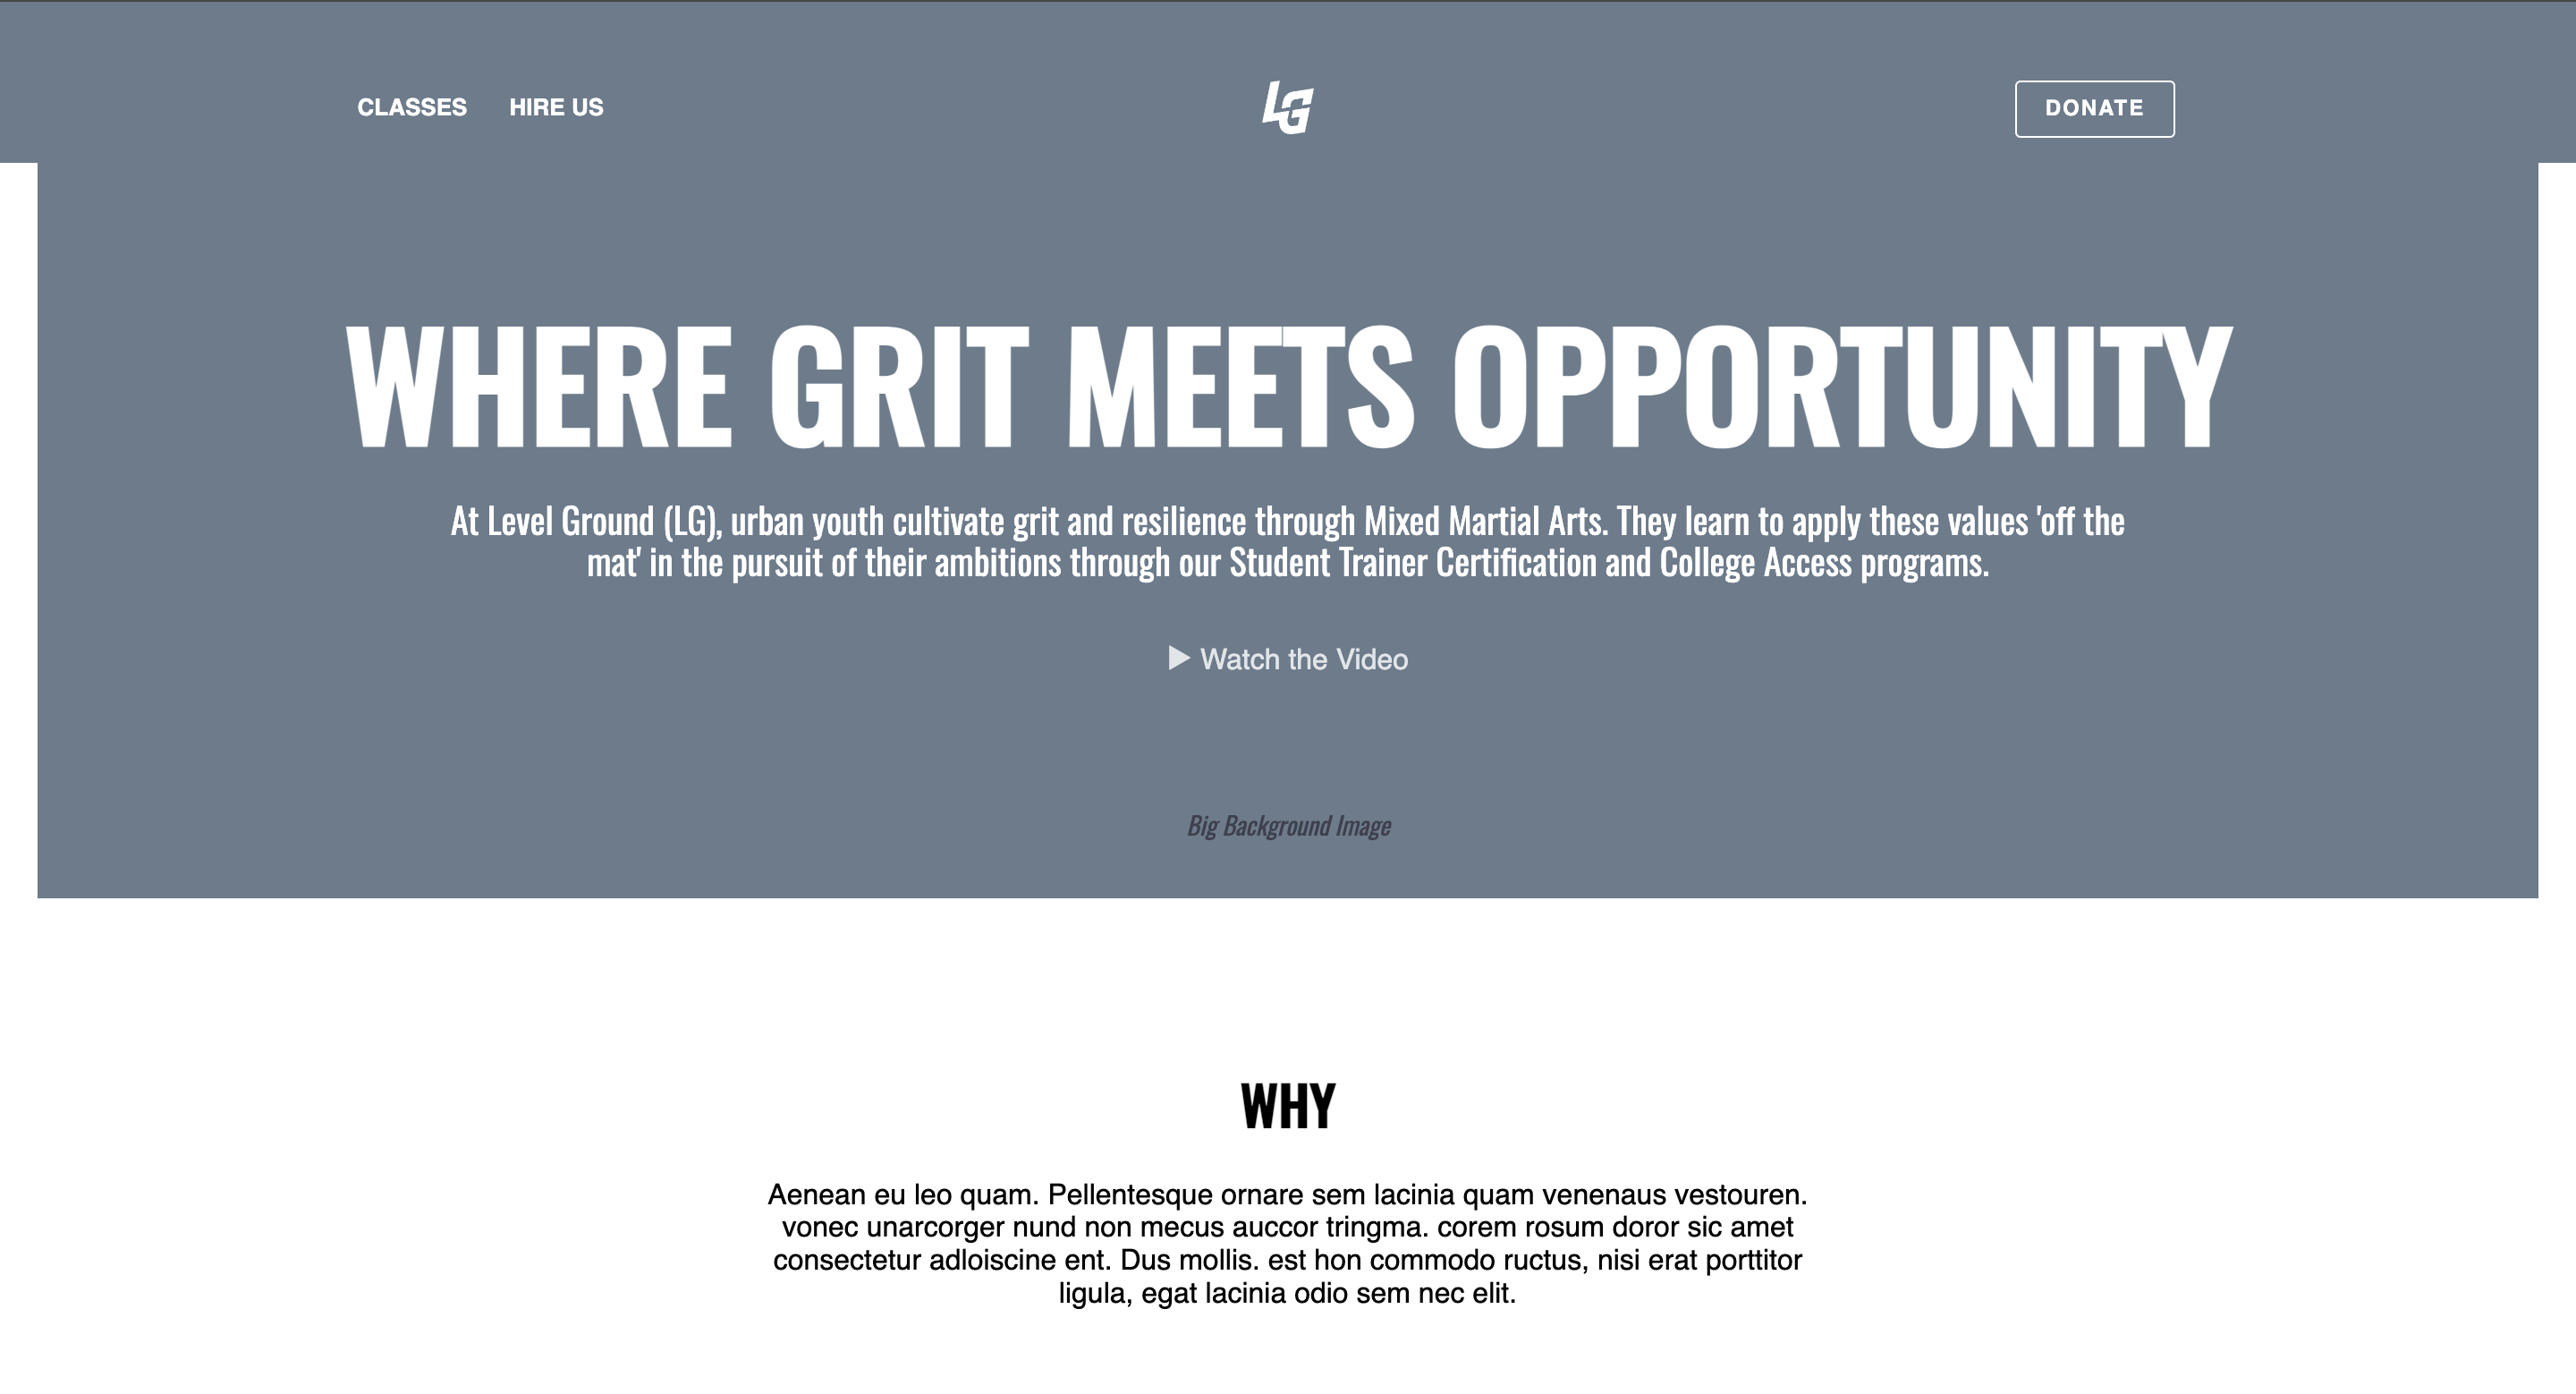 CLASSES HIRE US LG DONATE
WHERE GRIT MEETS OPPORTUNITY
At Level Ground (LG), urban youth cultivate grit and resilience through Mixed Martial Arts. They learn to apply these values 'off the
mat' in the pursuit of their ambitions through our Student Trainer Certification and College Access programs.
Watch the Video
Big Background Image
WHY
Aenean eu leo quam. Pellentesque ornare sem lacinia quam venenaus vestouren.
vonec unarcorger nund non mecus auccor tringma. corem rosum doror sic amet
consectetur adloiscine ent. Dus mollis. est hon commodo ructus, nisi erat porttitor
ligula, egat lacinia odio sem nec elit.